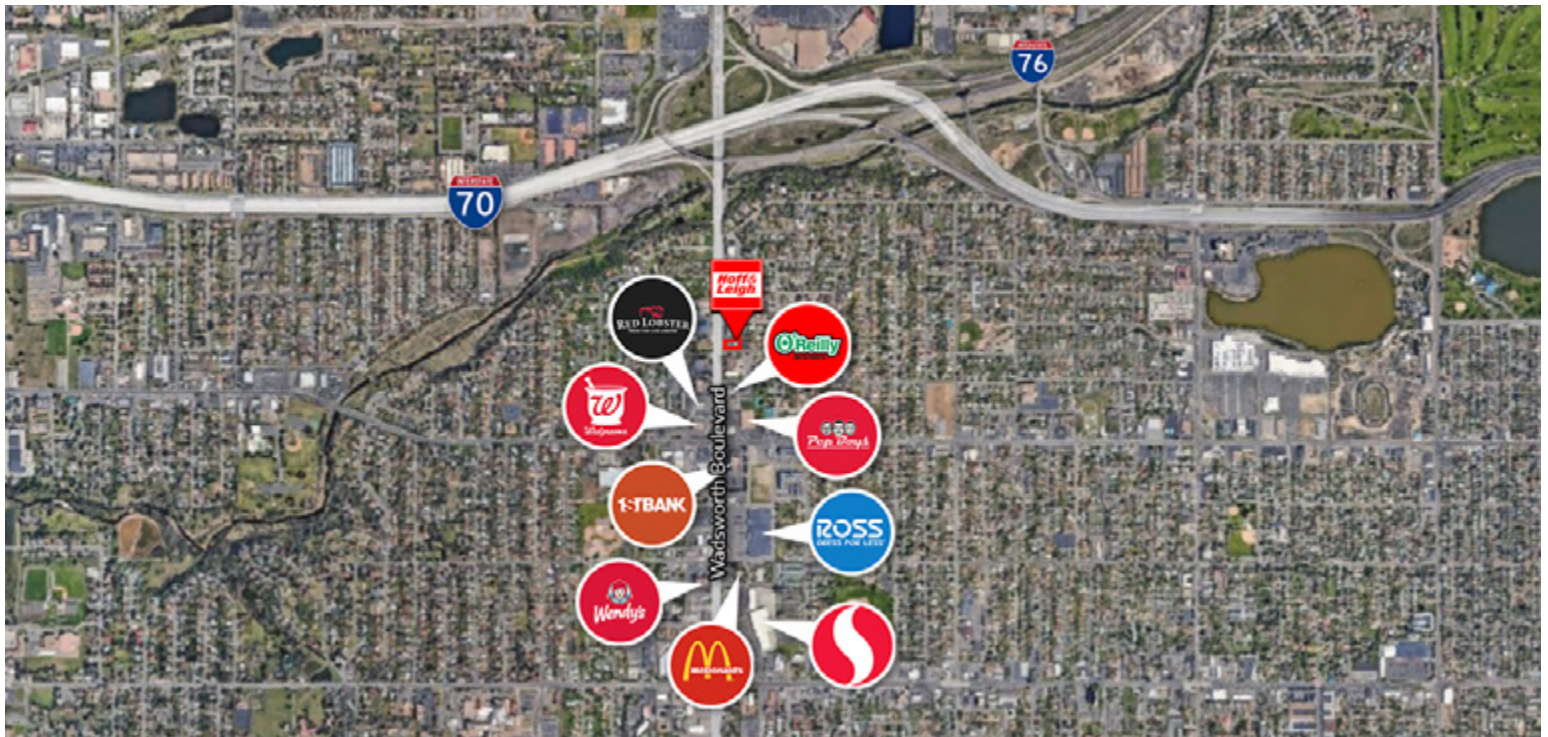 INTERSTATE
76
INTERSTATE
70
Hoff &
Leigh
RED LOBSTER
O'Reilly
W
Walgreens
Pep Boys
Wadsworth Boulevard
1STBANK
ROSS
DRESS FOR LESS
Wendy's
McDonald's